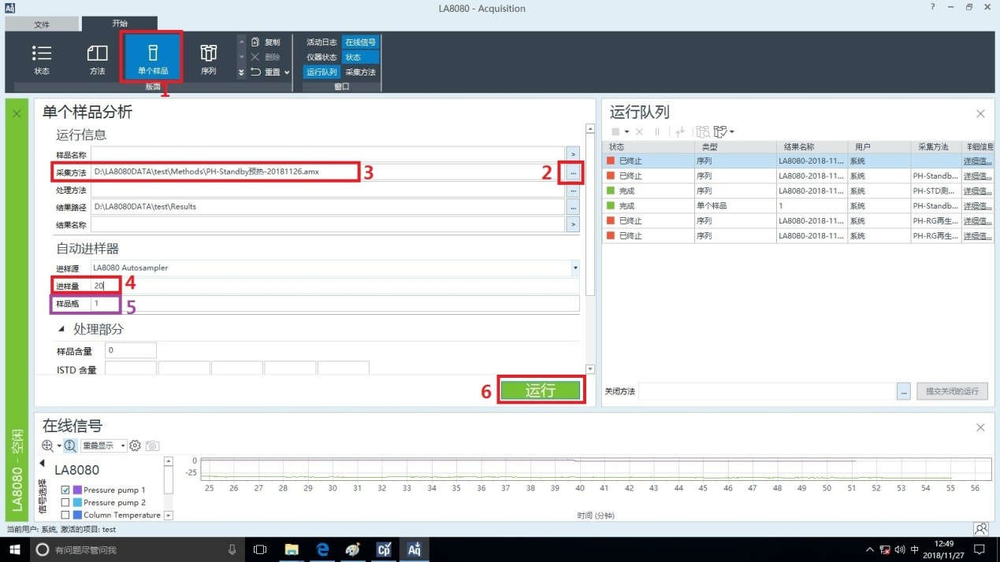 Aq
LA8080 - Acquisition
文件
开始
状态
方法
单个样品
序列
复制
删除
重置
版面
1
活动日志 在线信号
仪器状态 状态
运行队列 采集方法
窗口
单个样品分析
运行信息
样品名称
采集方法 D:\LA8080DATA\test\Methods\PH-Standby预热-20181126.amx 3 2 ...
处理方法 ...
结果路径 D:\LA8080DATA\test\Results ...
结果名称
自动进样器
进样源 LA8080 Autosampler
进样量 20 4
样品瓶 1 5
处理部分
样品含量 0
ISTD 含量
6 运行
运行队列
状态 类型 结果名称 用户 采集方法 详细信息
已终止 序列 LA8080-2018-11... 系统 详细信...
已终止 序列 LA8080-2018-11... 系统 PH-Standb... 详细信...
完成 序列 LA8080-2018-11... 系统 PH-STD测... 详细信...
完成 单个样品 1 系统 PH-Standb... 详细信...
已终止 序列 LA8080-2018-11... 系统 PH-RG再生... 详细信...
已终止 序列 LA8080-2018-11... 系统 PH-RG再生... 详细信...
关闭方法 ... 提交关闭的运行
LA8080 - 空闲
在线信号
重叠显示
信号选择
LA8080
Pressure pump 1
Pressure pump 2
Column Temperature
0
-25
25 26 27 28 29 30 31 32 33 34 35 36 37 38 39 40 41 42 43 44 45 46 47 48 49 50 51 52 53 54 55 56
时间 (分钟)
当前用户: 系统, 激活的项目: test
有问题尽管问我
Cp
Aq
中
12:49
2018/11/27